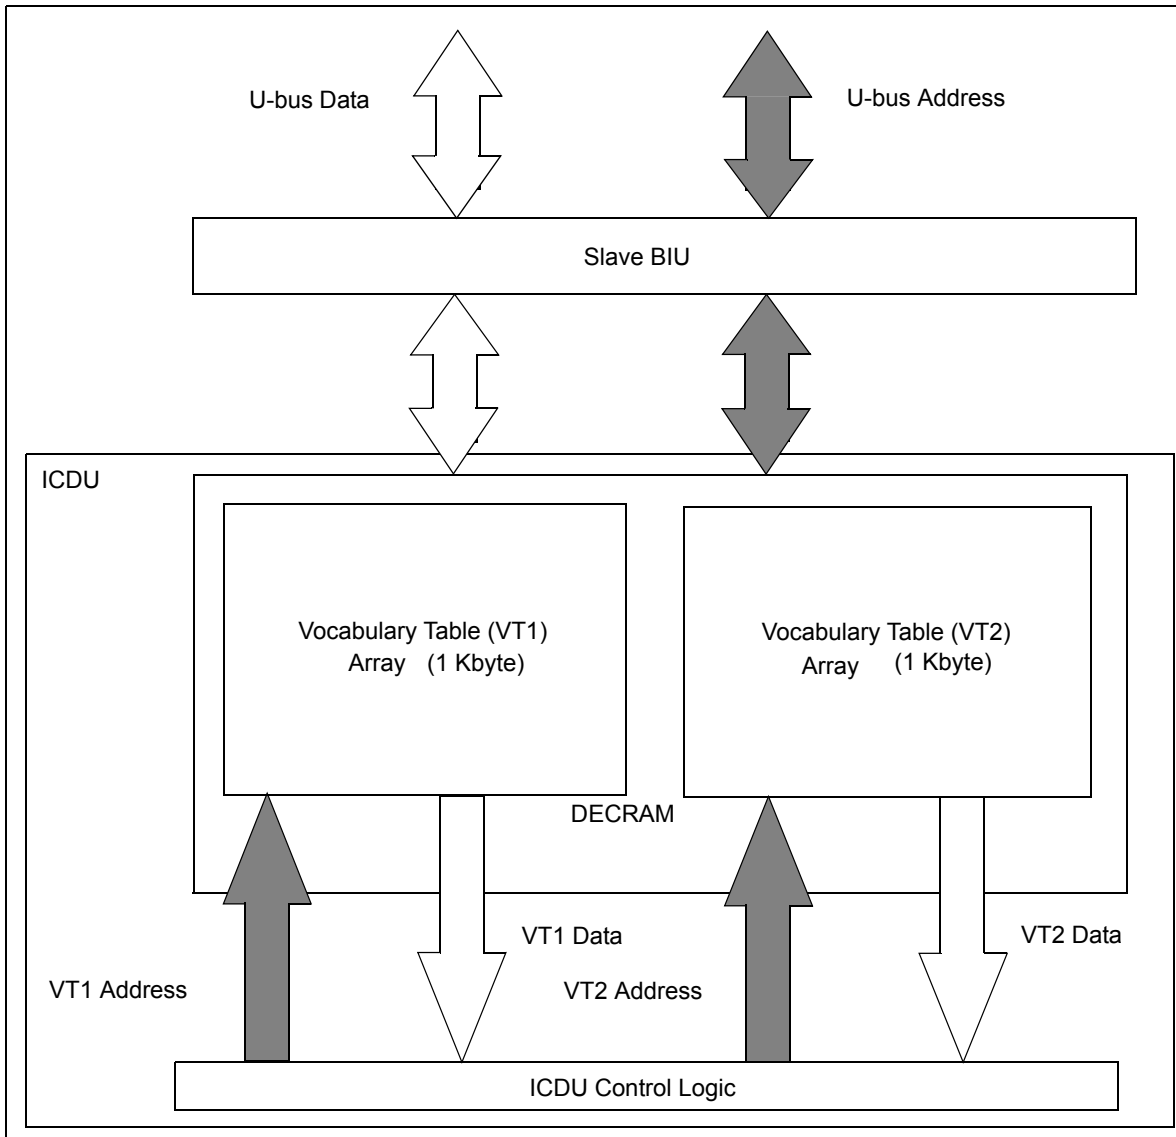 U-bus Data
U-bus Address
Slave BIU
ICDU
Vocabulary Table (VT1)
Array (1 Kbyte)
Vocabulary Table (VT2)
Array (1 Kbyte)
DECRAM
VT1 Data
VT2 Data
VT1 Address
VT2 Address
ICDU Control Logic